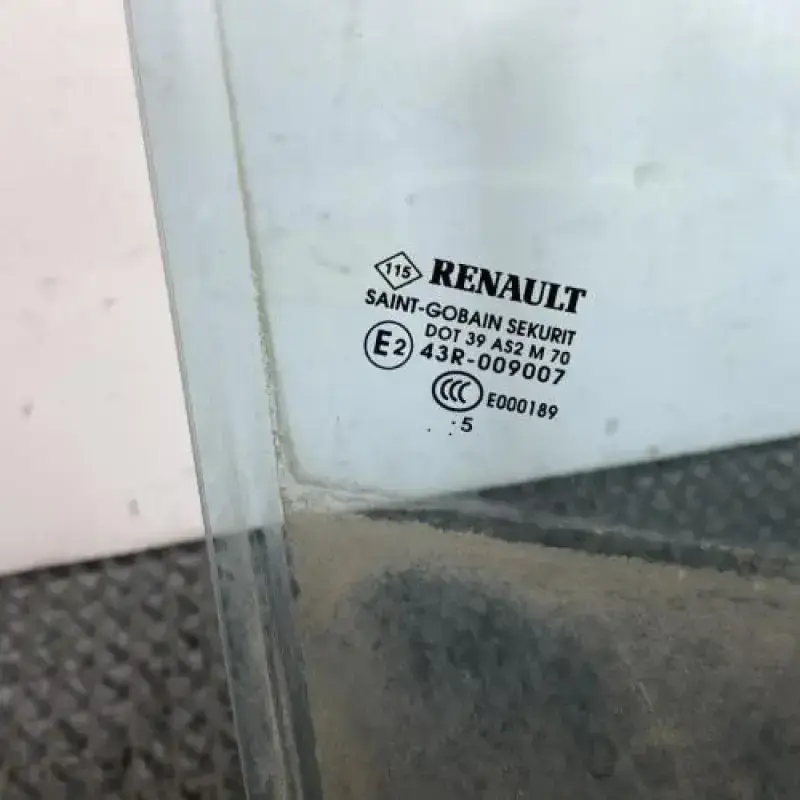 115 RENAULT
SAINT-GOBAIN SEKURIT
DOT 39 AS2 M 70
E2 43R-009007
CCC E000189
. : 5